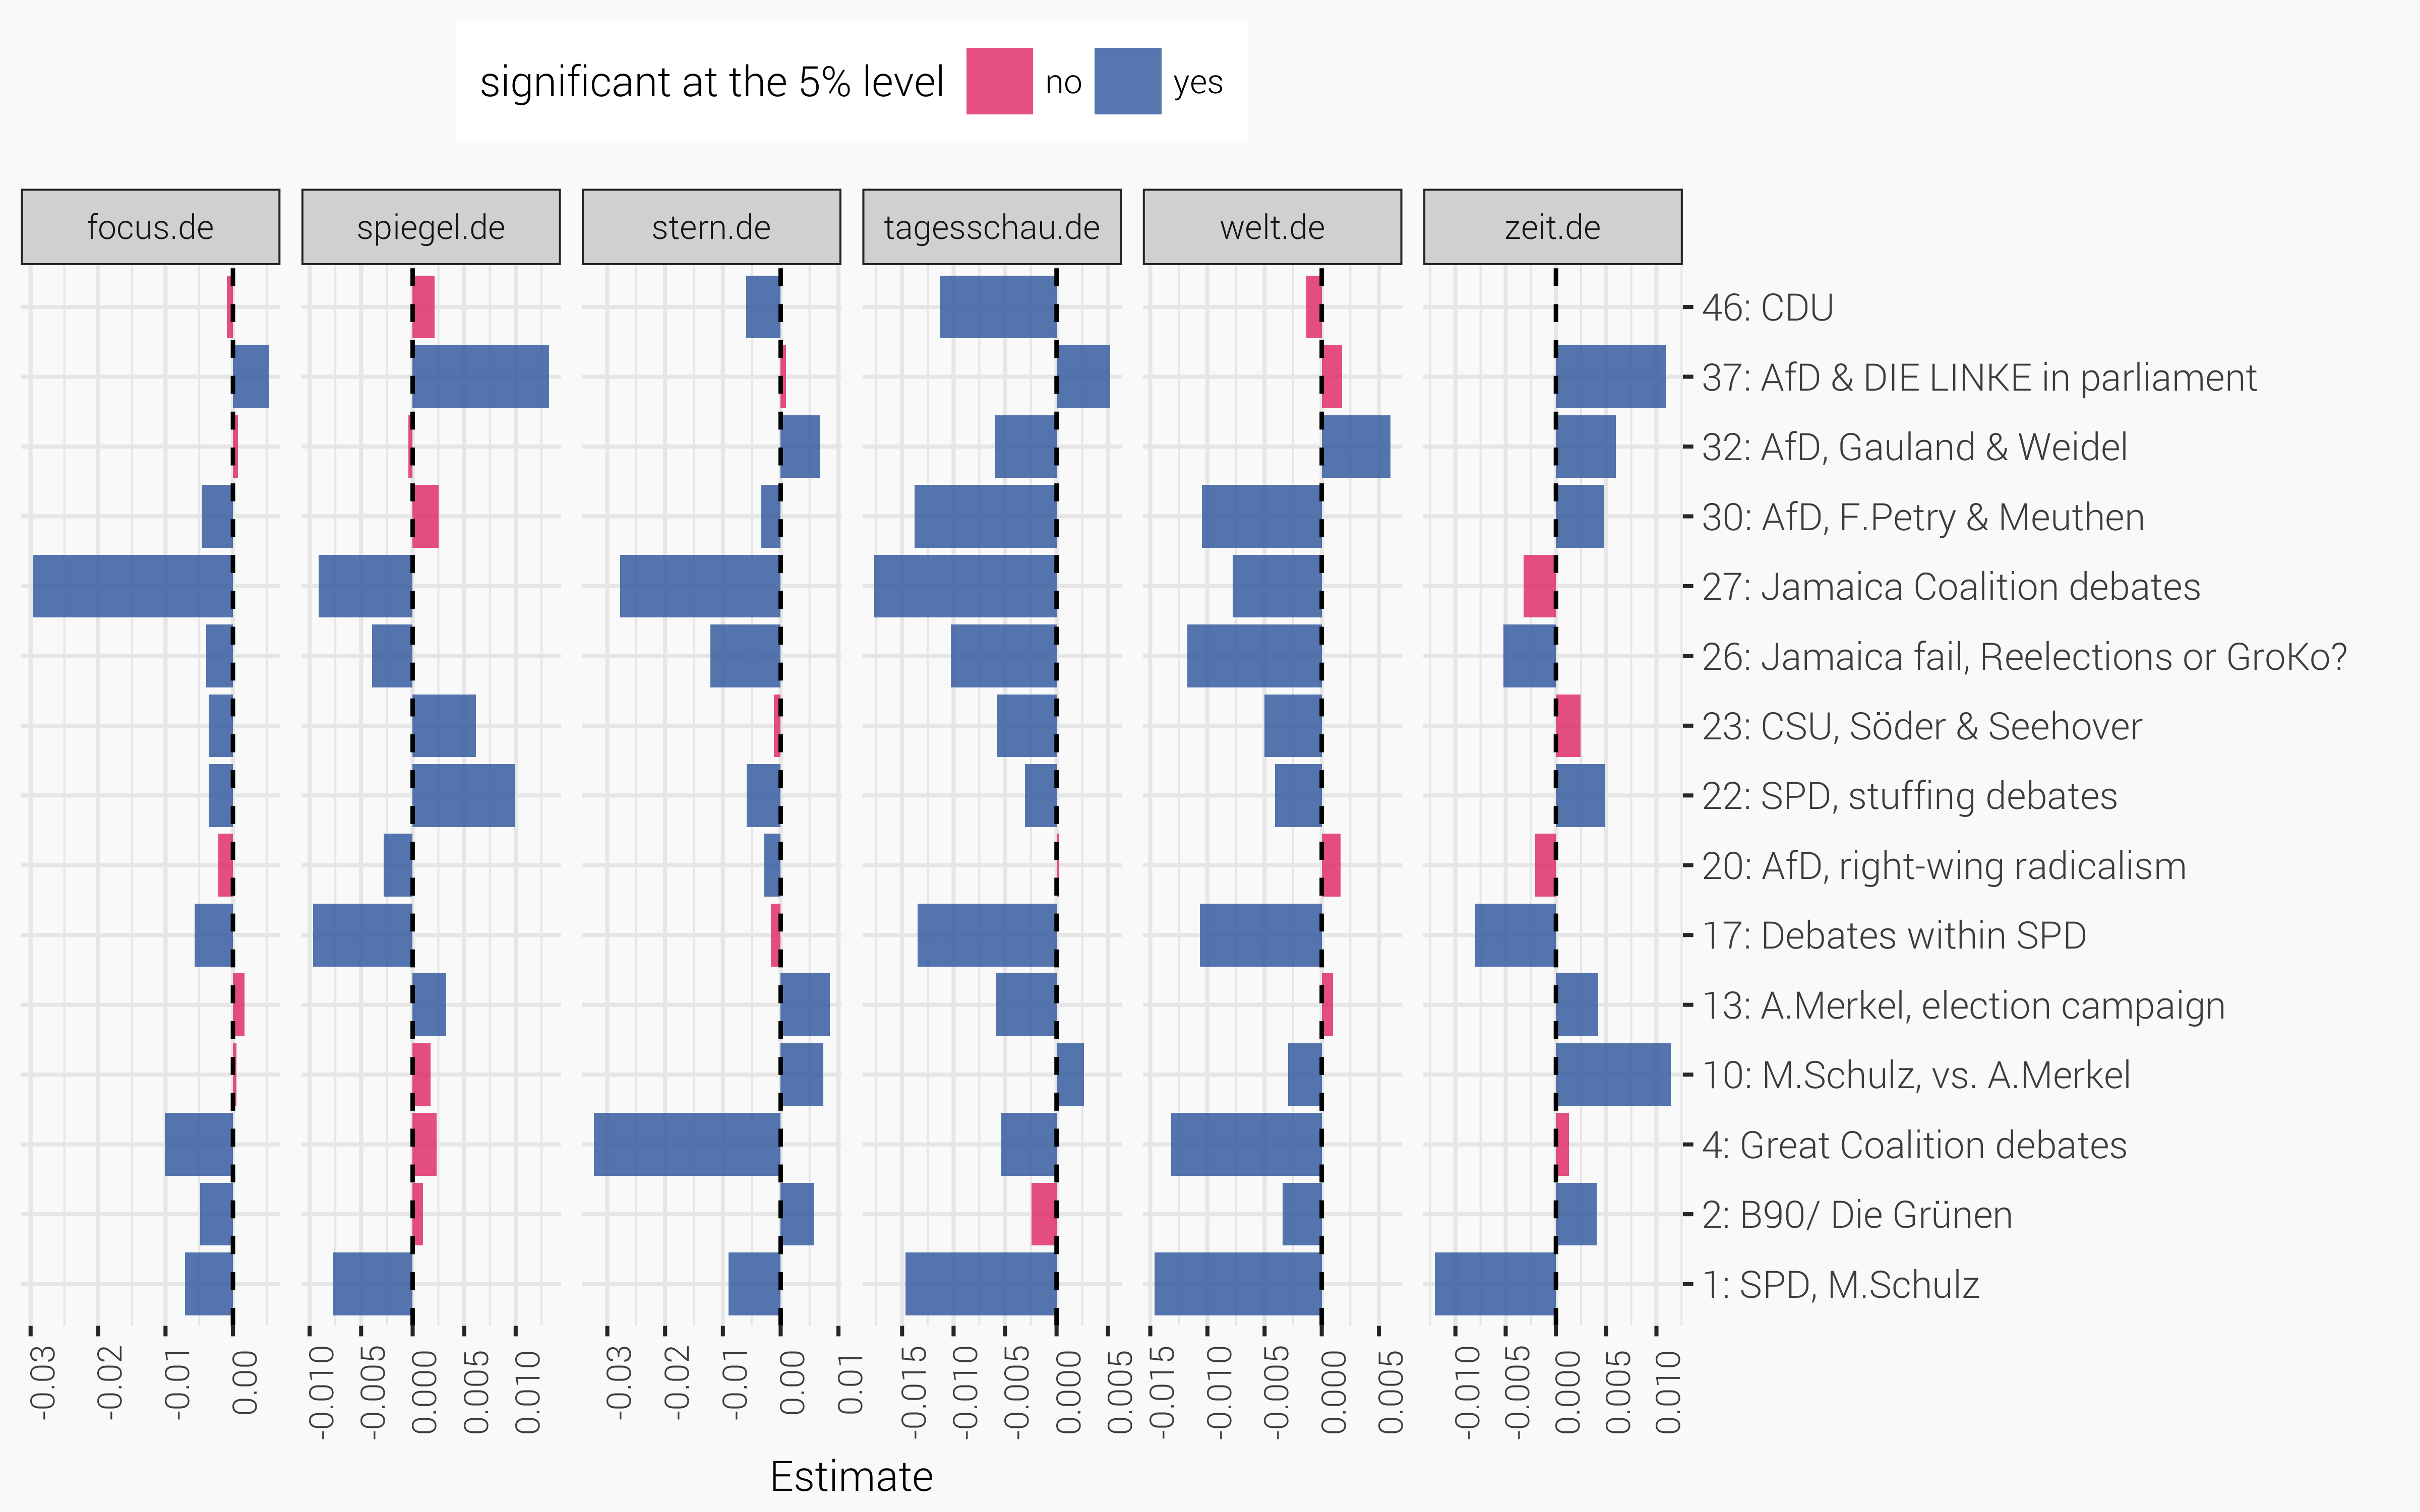 significant at the 5% level no yes
focus.de spiegel.de stern.de tagesschau.de welt.de zeit.de
46: CDU
37: AfD & DIE LINKE in parliament
32: AfD, Gauland & Weidel
30: AfD, F.Petry & Meuthen
27: Jamaica Coalition debates
26: Jamaica fail, Reelections or GroKo?
23: CSU, Söder & Seehover
22: SPD, stuffing debates
20: AfD, right-wing radicalism
17: Debates within SPD
13: A.Merkel, election campaign
10: M.Schulz, vs. A.Merkel
4: Great Coalition debates
2: B90/ Die Grünen
1: SPD, M.Schulz
-0.03 -0.02 -0.01 0.00 -0.010 -0.005 0.000 0.005 0.010 -0.03 -0.02 -0.01 0.00 0.01 -0.015 -0.010 -0.005 0.000 0.005 -0.015 -0.010 -0.005 0.000 0.005 -0.010 -0.005 0.000 0.005 0.010
Estimate